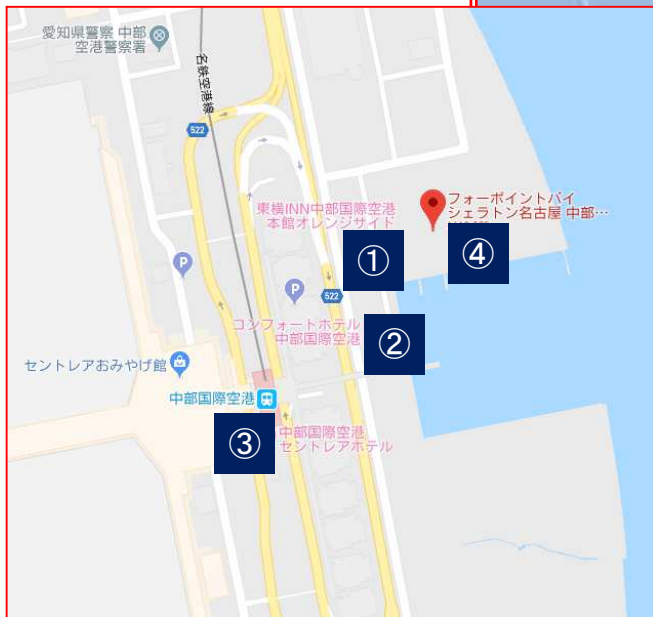 愛知県警察 中部
空港警察署
名鉄空港線
522
東横INN中部国際空港
本館オレンジサイド
フォーポイントバイ
シェラトン名古屋 中部…
①
④
P
P
522
コンフォートホテル
中部国際空港
②
セントレアおみやげ館
中部国際空港
③
中部国際空港
セントレアホテル